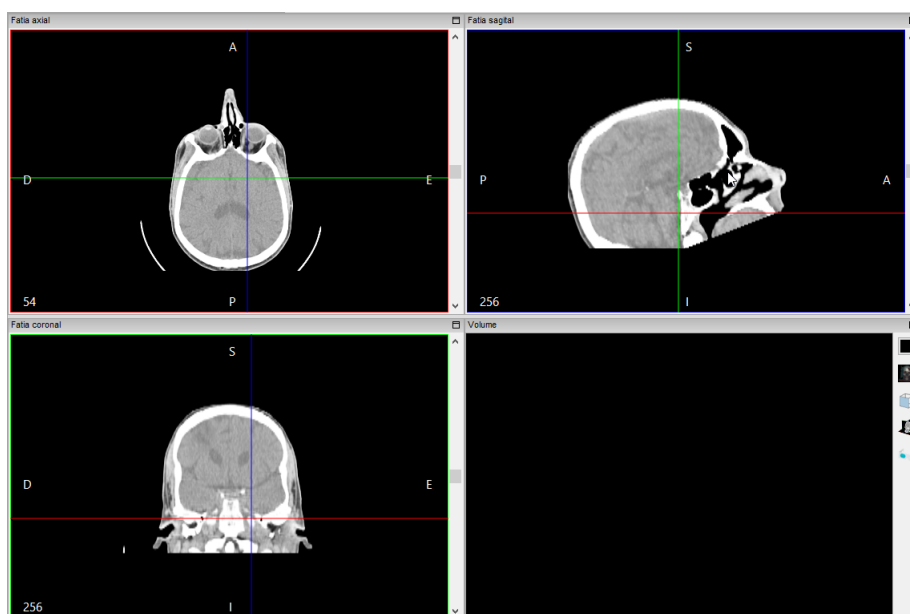 Fatia axial
A
D
E
54
P
Fatia sagital
S
P
A
256
I
Fatia coronal
S
D
E
256
I
Volume